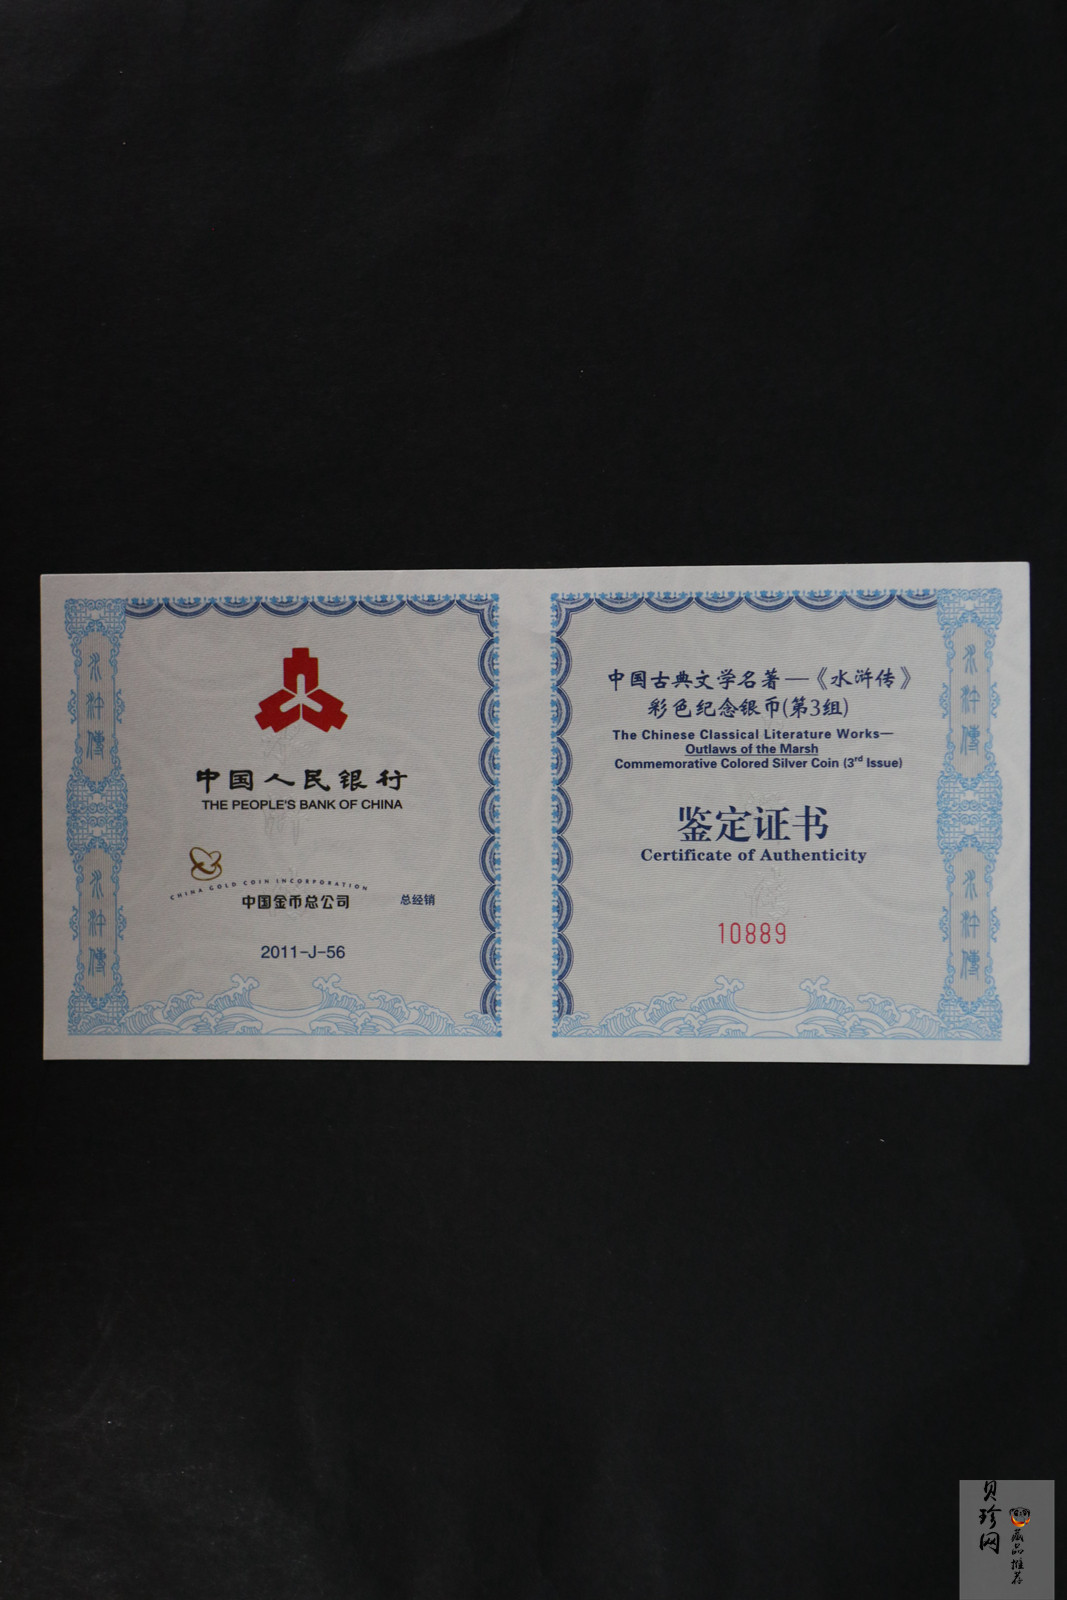 中国人民银行
THE PEOPLE'S BANK OF CHINA
CHINA GOLD COIN INCORPORATION
中国金币总公司
总经销
2011-J-56
水浒傳
水浒傳
中国古典文学名著—《水浒传》
彩色纪念银币(第3组)
The Chinese Classical Literature Works—
Outlaws of the Marsh
Commemorative Colored Silver Coin (3rd Issue)
鉴定证书
Certificate of Authenticity
10889
水浒傳
水浒傳
贝珍网
藏品推荐